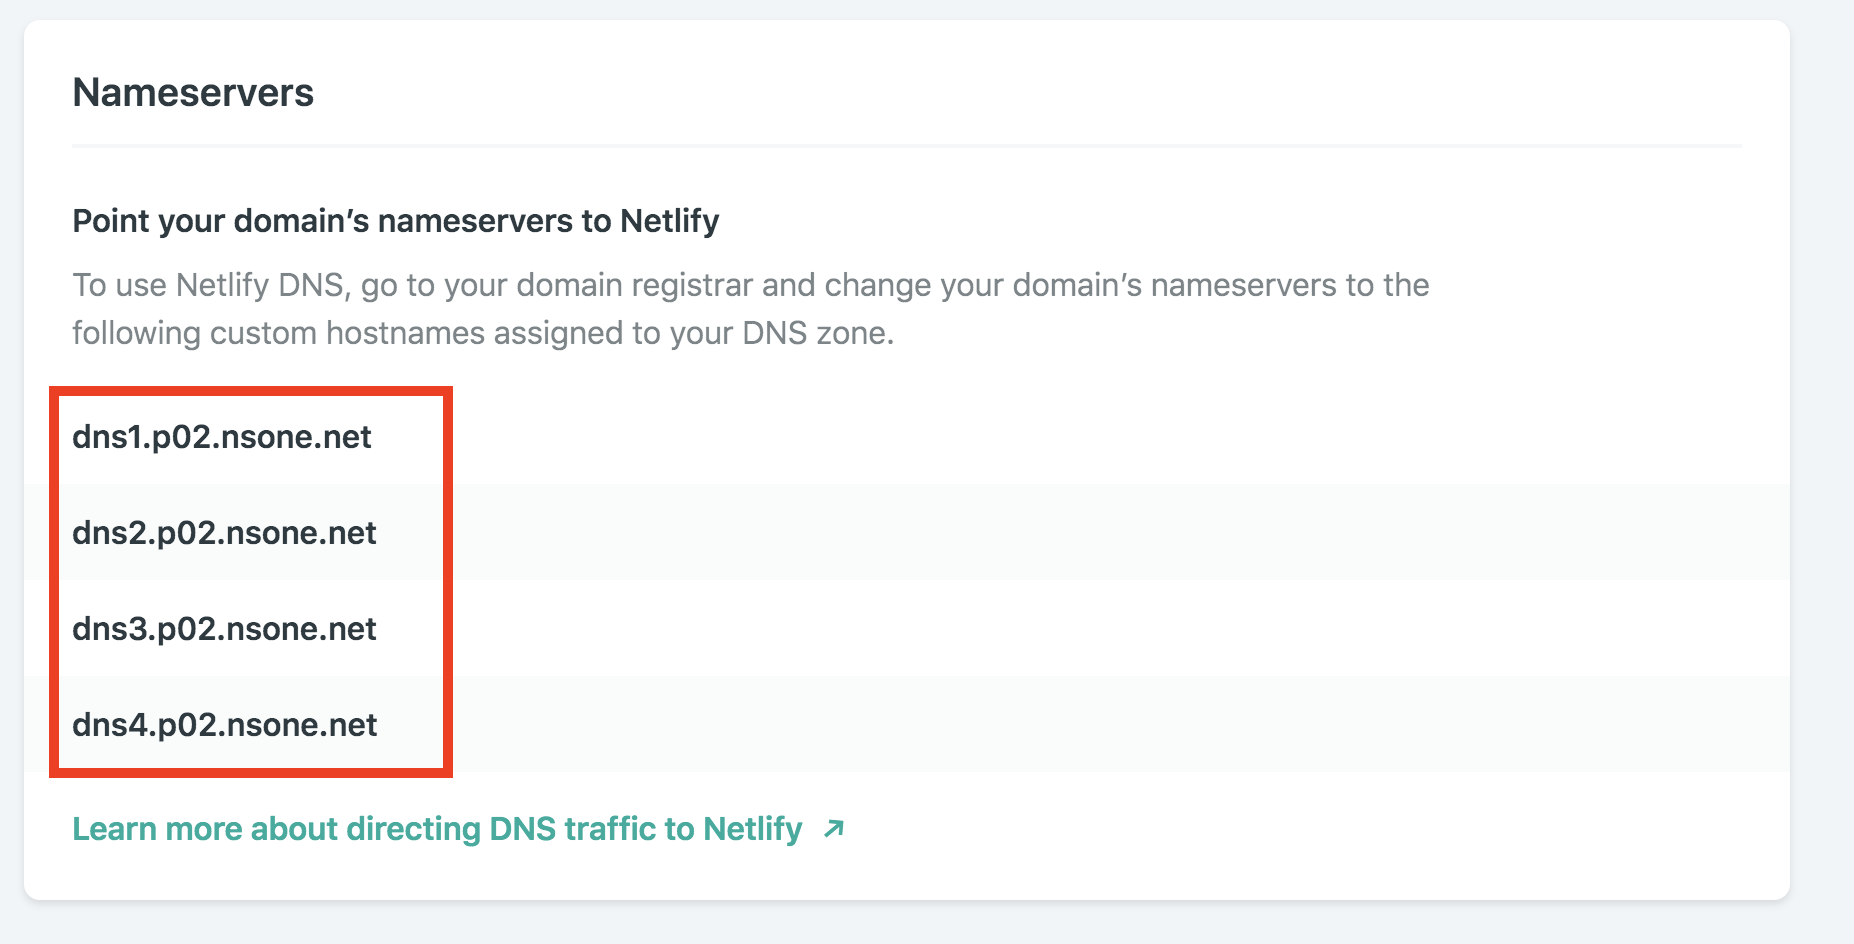 Nameservers
Point your domain’s nameservers to Netlify
To use Netlify DNS, go to your domain registrar and change your domain’s nameservers to the
following custom hostnames assigned to your DNS zone.
dns1.p02.nsone.net
dns2.p02.nsone.net
dns3.p02.nsone.net
dns4.p02.nsone.net
Learn more about directing DNS traffic to Netlify